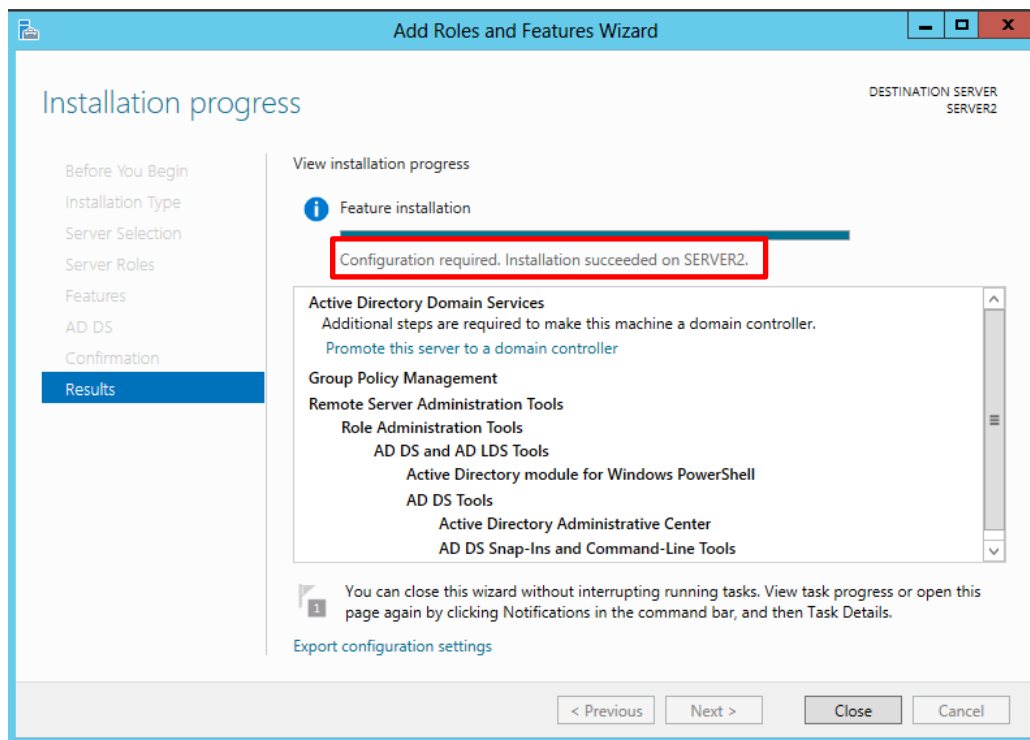 Add Roles and Features Wizard
Installation progress
DESTINATION SERVER
SERVER2
Before You Begin
Installation Type
Server Selection
Server Roles
Features
AD DS
Confirmation
Results
View installation progress
Feature installation
Configuration required. Installation succeeded on SERVER2.
Active Directory Domain Services
Additional steps are required to make this machine a domain controller.
Promote this server to a domain controller
Group Policy Management
Remote Server Administration Tools
Role Administration Tools
AD DS and AD LDS Tools
Active Directory module for Windows PowerShell
AD DS Tools
Active Directory Administrative Center
AD DS Snap-Ins and Command-Line Tools
1
You can close this wizard without interrupting running tasks. View task progress or open this
page again by clicking Notifications in the command bar, and then Task Details.
Export configuration settings
< Previous
Next >
Close
Cancel